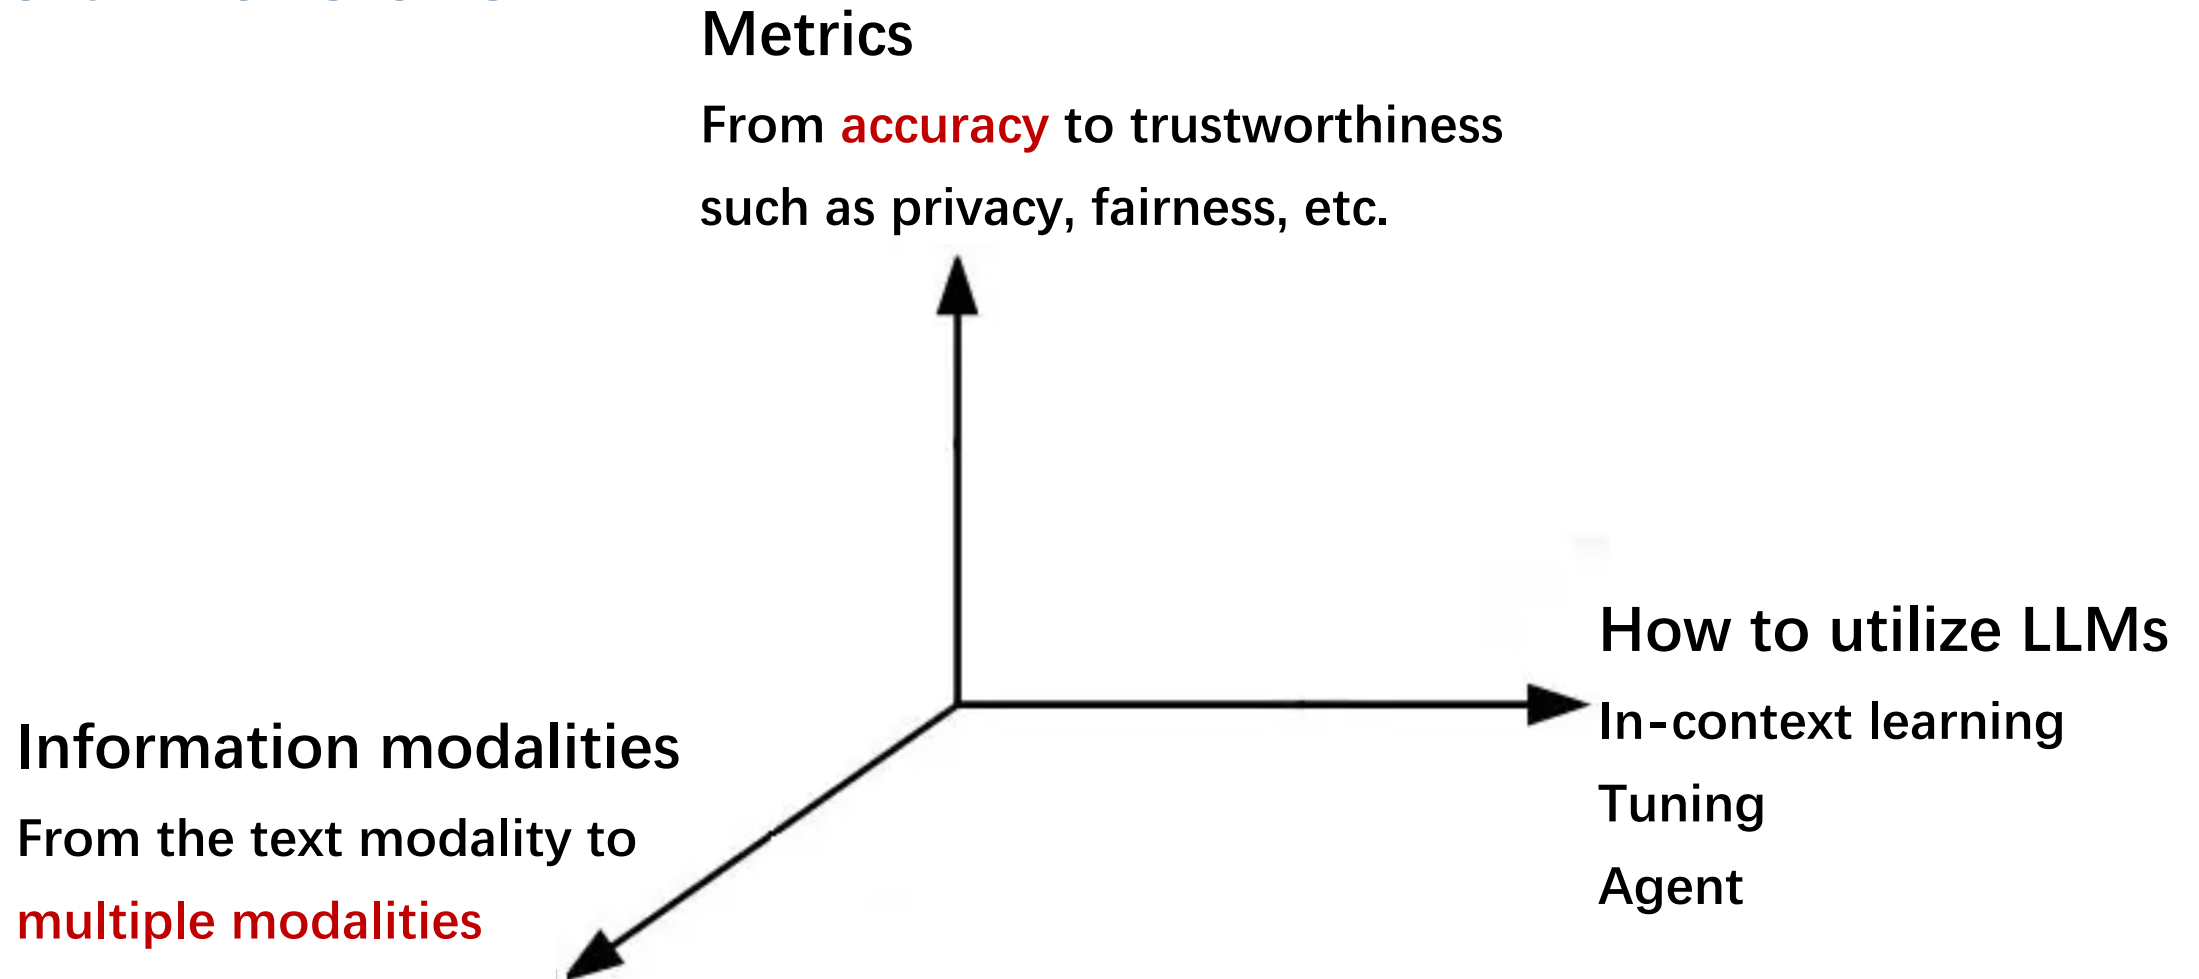 Metrics
From accuracy to trustworthiness
such as privacy, fairness, etc.
How to utilize LLMs
In-context learning
Tuning
Agent
Information modalities
From the text modality to
multiple modalities